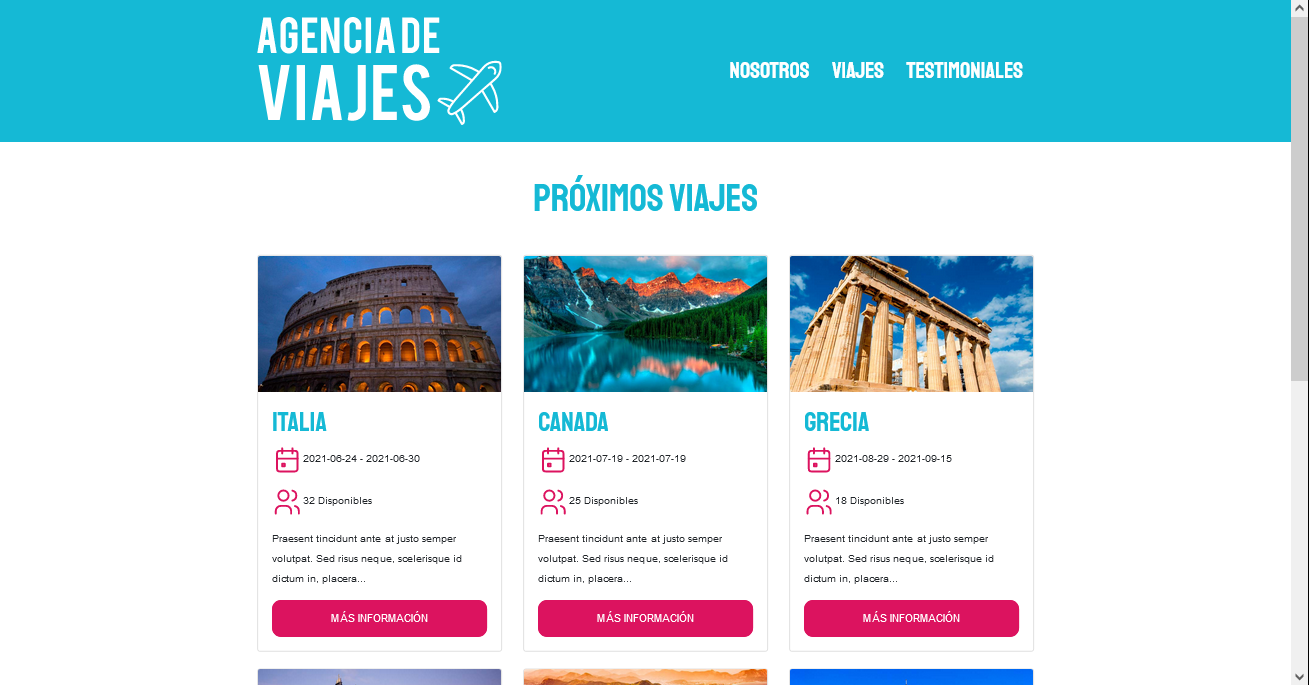 AGENCIA DE
VIAJES
NOSOTROS VIAJES TESTIMONIALES
PRÓXIMOS VIAJES
ITALIA
2021-06-24 - 2021-06-30
32 Disponibles
Praesent tincidunt ante at justo semper
volutpat. Sed risus neque, scelerisque id
dictum in, placera...
MÁS INFORMACIÓN
CANADA
2021-07-19 - 2021-07-19
25 Disponibles
Praesent tincidunt ante at justo semper
volutpat. Sed risus neque, scelerisque id
dictum in, placera...
MÁS INFORMACIÓN
GRECIA
2021-08-29 - 2021-09-15
18 Disponibles
Praesent tincidunt ante at justo semper
volutpat. Sed risus neque, scelerisque id
dictum in, placera...
MÁS INFORMACIÓN